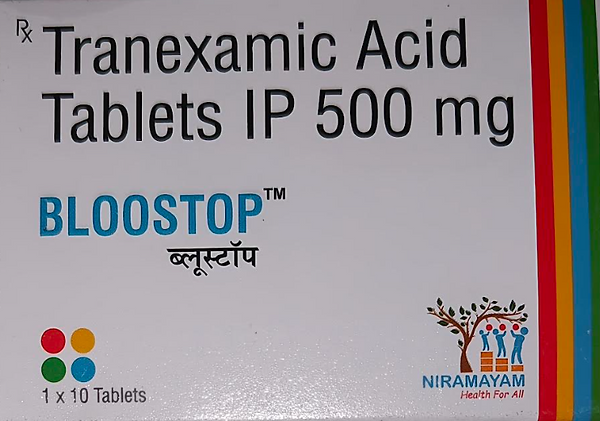 Rx Tranexamic Acid
Tablets IP 500 mg
BLOOSTOP™
ब्लूस्टॉप
1 x 10 Tablets
NIRAMAYAM
Health For All